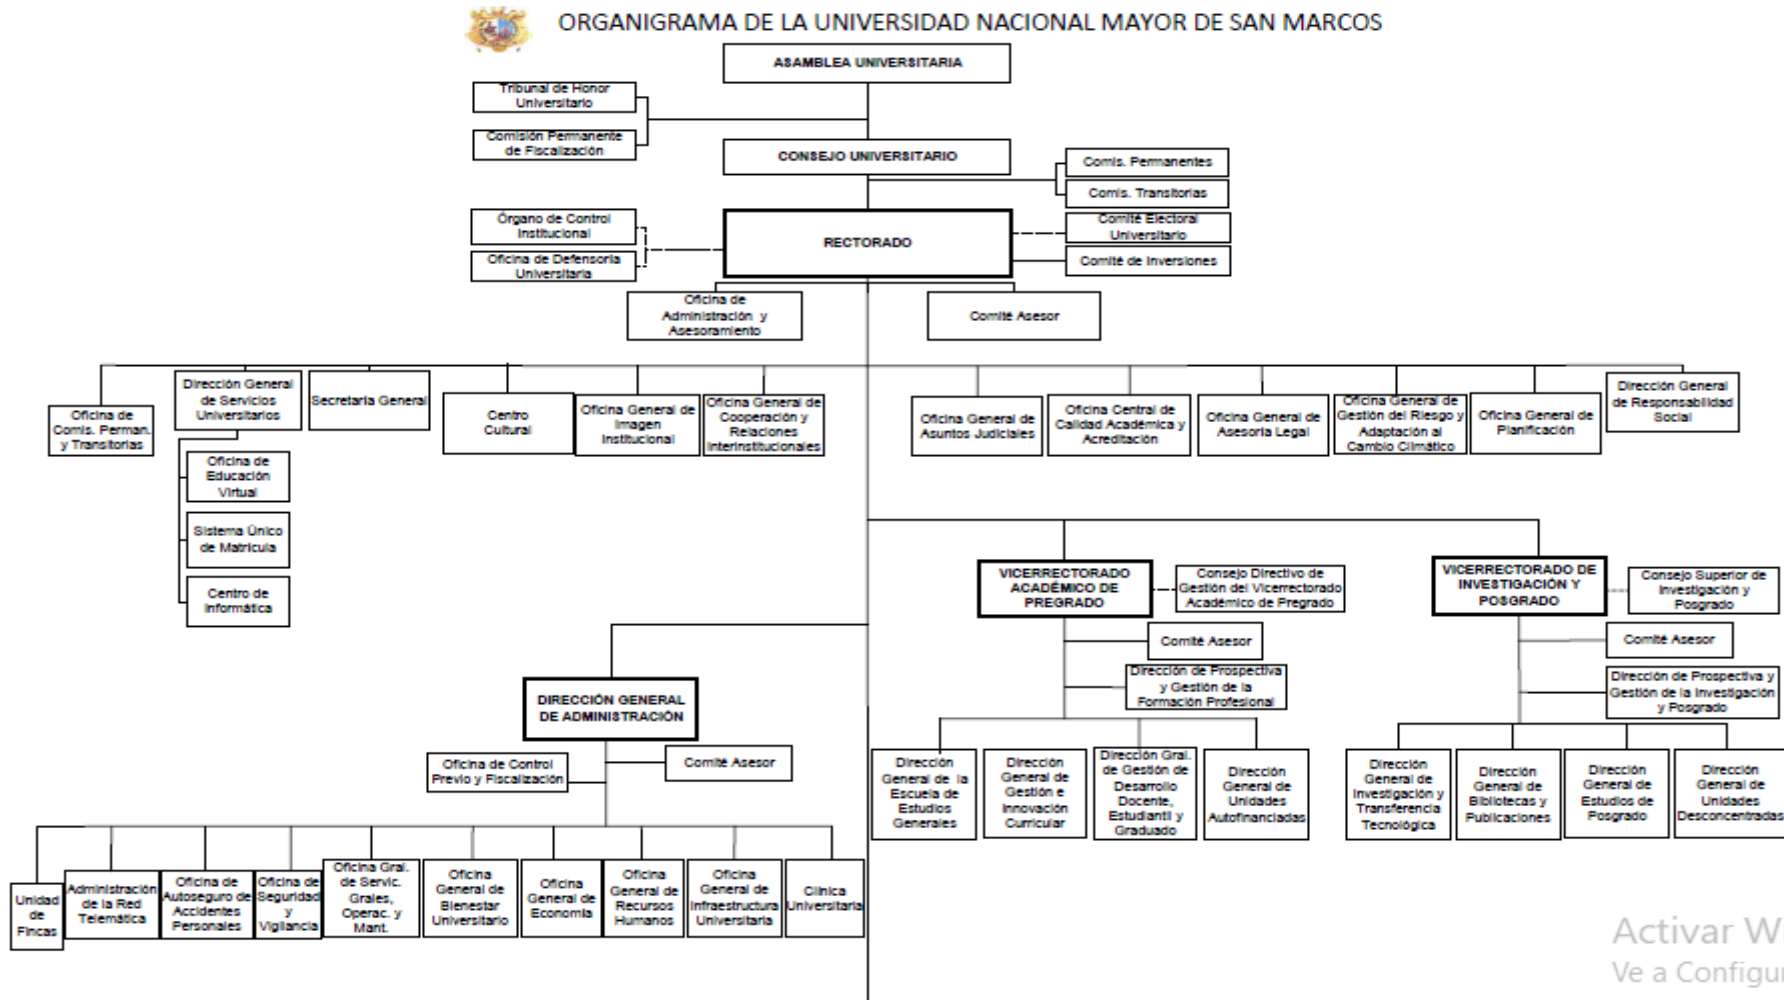 ORGANIGRAMA DE LA UNIVERSIDAD NACIONAL MAYOR DE SAN MARCOS
ASAMBLEA UNIVERSITARIA
Tribunal de Honor
Universitario
Comisión Permanente
de Fiscalización
CONSEJO UNIVERSITARIO
Comis. Permanentes
Comis. Transitorias
Órgano de Control
Institucional
Oficina de Defensoría
Universitaria
RECTORADO
Comité Electoral
Universitario
Comité de Inversiones
Oficina de
Administración y
Asesoramiento
Comité Asesor
Oficina de
Comis. Perman.
y Transitorias
Dirección General
de Servicios
Universitarios
Secretaría General
Centro
Cultural
Oficina General de
Imagen
Institucional
Oficina General de
Cooperación y
Relaciones
Interinstitucionales
Oficina General de
Asuntos Judiciales
Oficina Central de
Calidad Académica y
Acreditación
Oficina General de
Asesoría Legal
Oficina General de
Gestión del Riesgo y
Adaptación al
Cambio Climático
Oficina General de
Planificación
Dirección General
de Responsabilidad
Social
Oficina de
Educación
Virtual
Sistema Único
de Matrícula
Centro de
Informática
VICERRECTORADO
ACADÉMICO DE
PREGRADO
Consejo Directivo de
Gestión del Vicerrectorado
Académico de Pregrado
Comité Asesor
Dirección de Prospectiva
y Gestión de la
Formación Profesional
VICERRECTORADO DE
INVESTIGACIÓN Y
POSGRADO
Consejo Superior de
Investigación y
Posgrado
Comité Asesor
Dirección de Prospectiva y
Gestión de la Investigación
y Posgrado
DIRECCIÓN GENERAL
DE ADMINISTRACIÓN
Oficina de Control
Previo y Fiscalización
Comité Asesor
Dirección
General de la
Escuela de
Estudios
Generales
Dirección
General de
Gestión e
Innovación
Curricular
Dirección Gral.
de Gestión de
Desarrollo
Docente,
Estudiantil y
Graduado
Dirección
General de
Unidades
Autofinanciadas
Dirección
General de
Investigación y
Transferencia
Tecnológica
Dirección
General de
Bibliotecas y
Publicaciones
Dirección
General de
Estudios de
Posgrado
Dirección
General de
Unidades
Desconcentradas
Unidad
de
Fincas
Administración
de la Red
Telemática
Oficina de
Autoseguro de
Accidentes
Personales
Oficina de
Seguridad
y
Vigilancia
Oficina Gral.
de Servic.
Grales,
Operac. y
Mant.
Oficina
General de
Bienestar
Universitario
Oficina
General de
Economía
Oficina
General de
Recursos
Humanos
Oficina
General de
Infraestructura
Universitaria
Clínica
Universitaria
Activar Wi
Ve a Configur